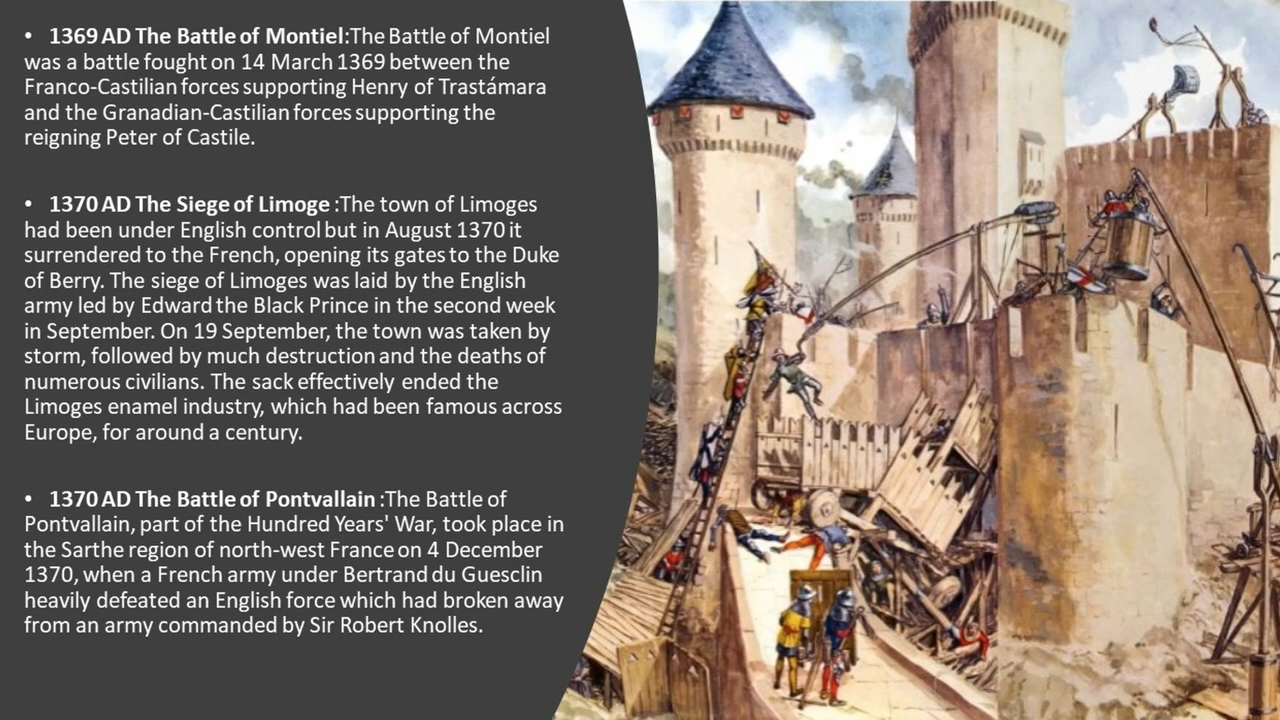 • 1369 AD The Battle of Montiel:The Battle of Montiel
was a battle fought on 14 March 1369 between the
Franco-Castilian forces supporting Henry of Trastámara
and the Granadian-Castilian forces supporting the
reigning Peter of Castile.
• 1370 AD The Siege of Limoge :The town of Limoges
had been under English control but in August 1370 it
surrendered to the French, opening its gates to the Duke
of Berry. The siege of Limoges was laid by the English
army led by Edward the Black Prince in the second week
in September. On 19 September, the town was taken by
storm, followed by much destruction and the deaths of
numerous civilians. The sack effectively ended the
Limoges enamel industry, which had been famous across
Europe, for around a century.
• 1370 AD The Battle of Pontvallain :The Battle of
Pontvallain, part of the Hundred Years' War, took place in
the Sarthe region of north-west France on 4 December
1370, when a French army under Bertrand du Guesclin
heavily defeated an English force which had broken away
from an army commanded by Sir Robert Knolles.